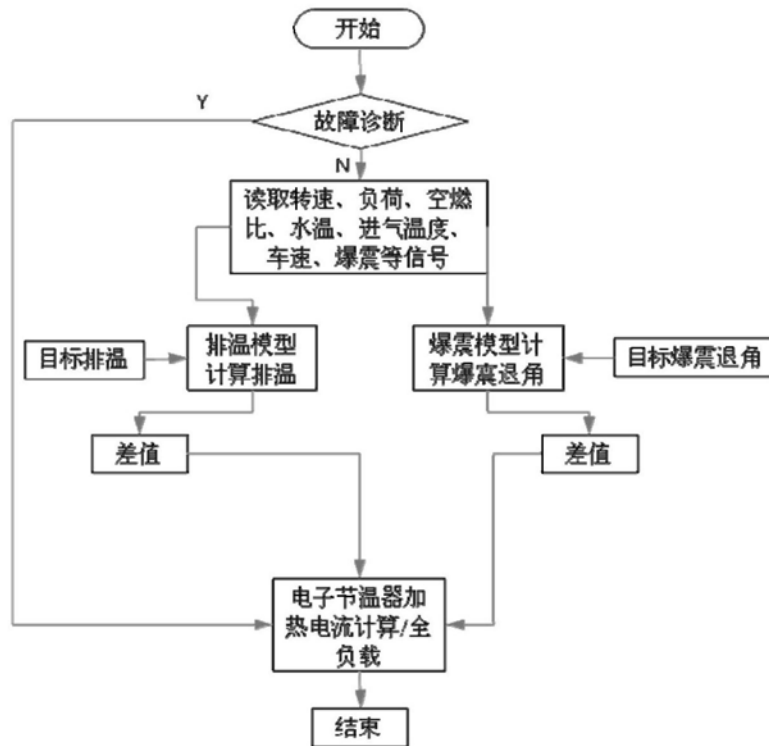 开始
Y
故障诊断
N
读取转速、负荷、空燃
比、水温、进气温度、
车速、爆震等信号
目标排温
排温模型
计算排温
爆震模型计
算爆震退角
目标爆震退角
差值
差值
电子节温器加
热电流计算/全
负载
结束